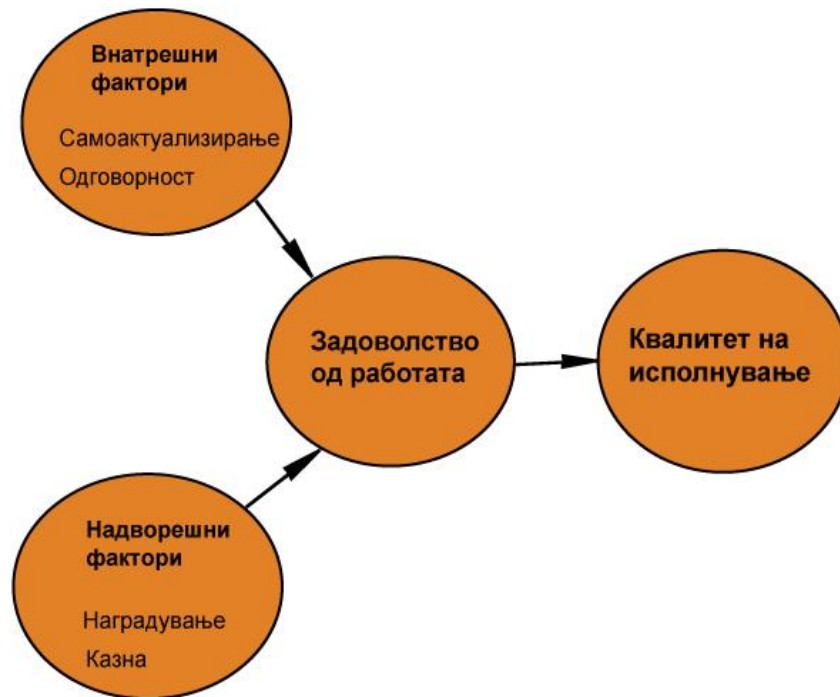 Внатрешни
фактори
Самоактуализирање
Одговорност
Задоволство
од работата
Квалитет на
исполнување
Надворешни
фактори
Наградување
Казна